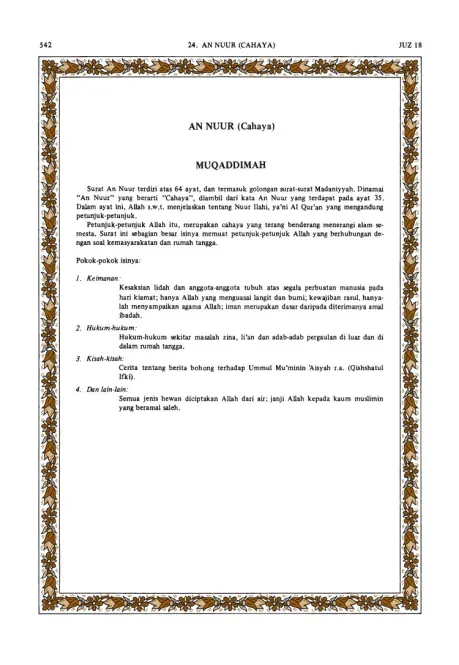 542 24. AN NUUR (CAHAYA) JUZ 18
AN NUUR (Cahaya)
MUQADDIMAH
Surat An Nuur terdiri atas 64 ayat, dan termasuk golongan surat-surat Madaniyyah. Dinamai
"An Nuur" yang berarti "Cahaya", diambil dari kata An Nuur yang terdapat pada ayat 35.
Dalam ayat ini, Allah s.w.t. menjelaskan tentang Nuur Ilahi, ya'ni Al Qur'an yang mengandung
petunjuk-petunjuk.
Petunjuk-petunjuk Allah itu, merupakan cahaya yang terang benderang menerangi alam se-
mesta. Surat ini sebagian besar isinya memuat petunjuk-petunjuk Allah yang berhubungan de-
ngan soal kemasyarakatan dan rumah tangga.
Pokok-pokok isinya:
1. Keimanan:
Kesaksian lidah dan anggota-anggota tubuh atas segala perbuatan manusia pada
hari kiamat; hanya Allah yang menguasai langit dan bumi; kewajiban rasul, hanya-
lah menyampaikan agama Allah; iman merupakan dasar daripada diterimanya amal
ibadah.
2. Hukum-hukum:
Hukum-hukum sekitar masalah zina, li'an dan adab-adab pergaulan di luar dan di
dalam rumah tangga.
3. Kisah-kisah:
Cerita tentang berita bohong terhadap Ummul Mu'minin 'Aisyah r.a. (Qishshatul
Ifki).
4. Dan lain-lain:
Semua jenis hewan diciptakan Allah dari air; janji Allah kepada kaum muslimin
yang beramal saleh.